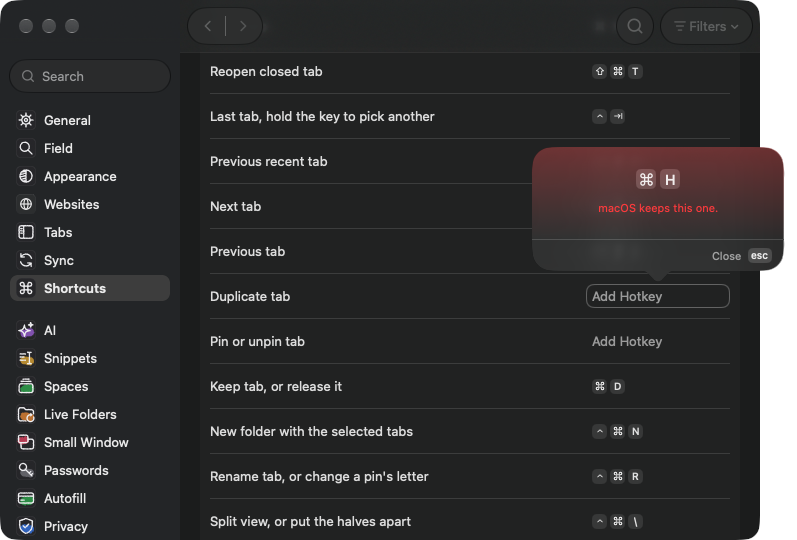 Search
General
Field
Appearance
Websites
Tabs
Sync
Shortcuts
AI
Snippets
Spaces
Live Folders
Small Window
Passwords
Autofill
Privacy
Filters
Reopen closed tab ⇧ ⌘ T
Last tab, hold the key to pick another ^ ⇥
Previous recent tab
Next tab
Previous tab
Duplicate tab Add Hotkey
Pin or unpin tab Add Hotkey
Keep tab, or release it ⌘ D
New folder with the selected tabs ^ ⌘ N
Rename tab, or change a pin's letter ^ ⌘ R
Split view, or put the halves apart ^ ⌘ \
⌘ H
macOS keeps this one.
Close esc